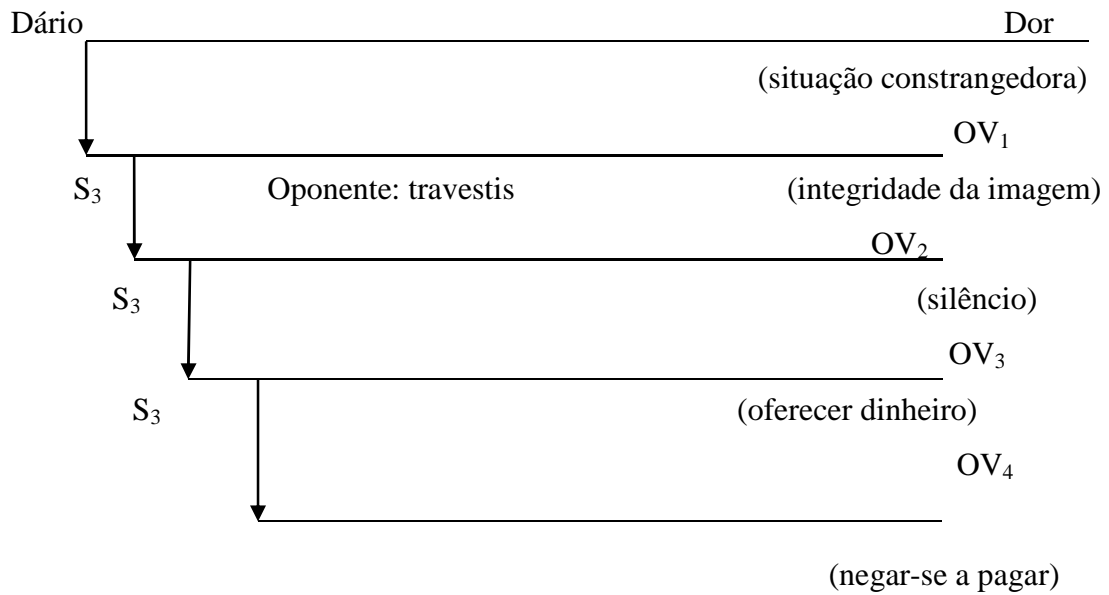 Dário Dor
(situação constrangedora)
OV₁
S₃ Oponente: travestis (integridade da imagem)
OV₂
S₃ (silêncio)
OV₃
S₃ (oferecer dinheiro)
OV₄
(negar-se a pagar)